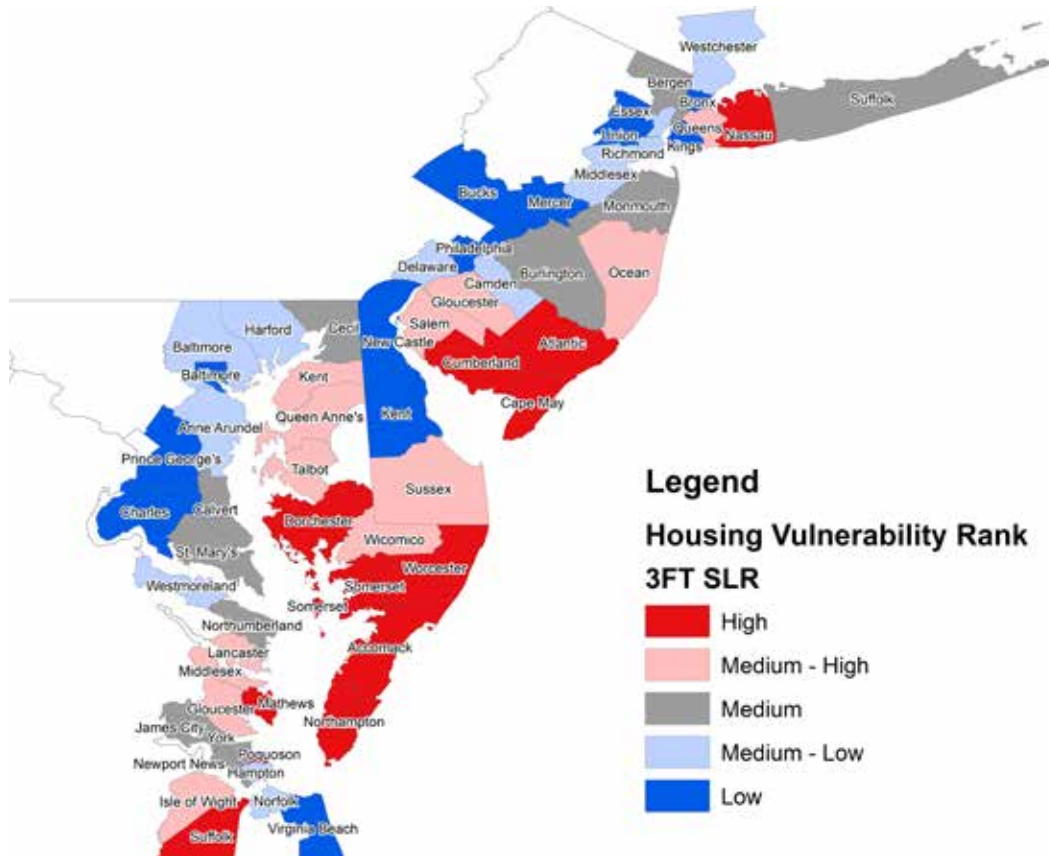 Westchester
Bergen
Suffolk
Essex
Bronx
Union
Queens
Nassau
Richmond
Kings
Middlesex
Bucks
Mercer
Monmouth
Philadelphia
Delaware
Camden
Burlington
Ocean
Gloucester
Harford
Cecil
Salem
Baltimore
New Castle
Atlantic
Cumberland
Baltimore
Kent
Cape May
Queen Anne's
Kent
Anne Arundel
Prince George's
Talbot
Sussex
Charles
Calvert
Dorchester
Wicomico
St. Mary's
Worcester
Westmoreland
Somerset
Somerset
Northumberland
Accomack
Lancaster
Middlesex
Mathews
Gloucester
Northampton
James City
York
Poquoson
Newport News
Hampton
Isle of Wight
Norfolk
Virginia Beach
Suffolk
Legend
Housing Vulnerability Rank
3FT SLR
High
Medium - High
Medium
Medium - Low
Low